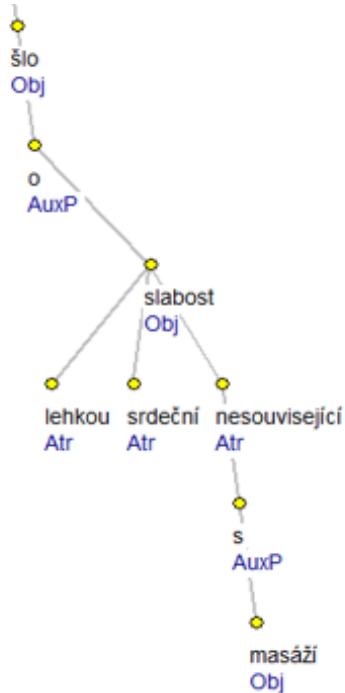 šlo
Obj
o
AuxP
slabost
Obj
lehkou srdeční nesouvisející
Atr Atr Atr
s
AuxP
masáží
Obj